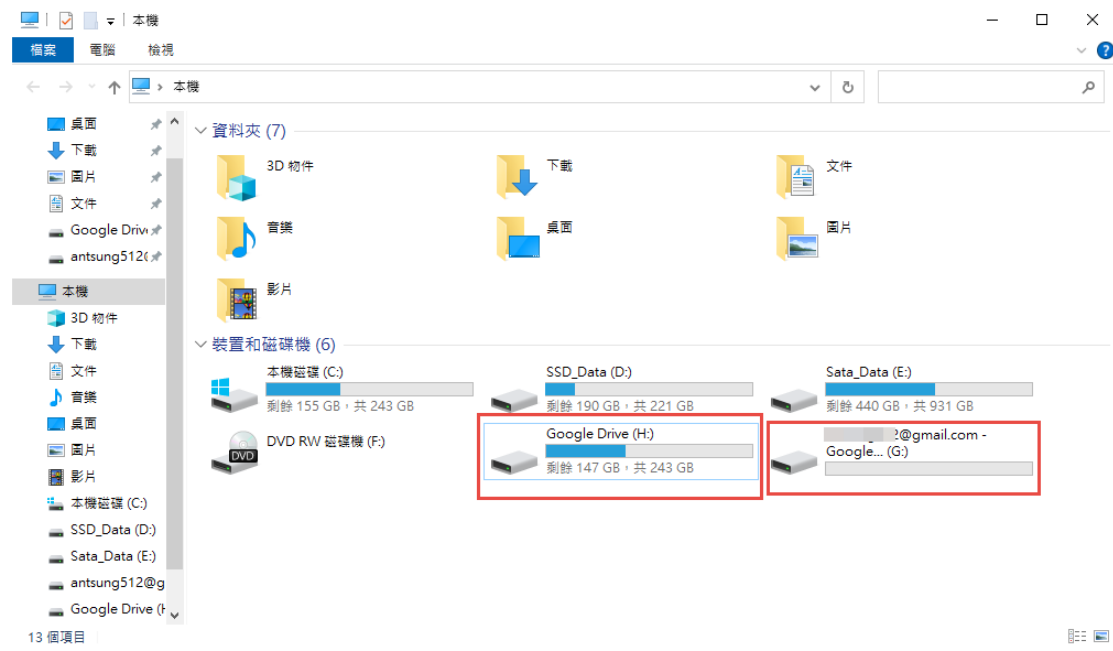 本機
檔案
電腦
檢視
本機
桌面
下載
圖片
文件
Google Driv
antsung512(
本機
3D 物件
下載
文件
音樂
桌面
圖片
影片
本機磁碟 (C:)
SSD_Data (D:)
Sata_Data (E:)
antsung512@g
Google Drive (H
資料夾 (7)
3D 物件
下載
文件
音樂
桌面
圖片
影片
裝置和磁碟機 (6)
本機磁碟 (C:)
剩餘 155 GB，共 243 GB
SSD_Data (D:)
剩餘 190 GB，共 221 GB
Sata_Data (E:)
剩餘 440 GB，共 931 GB
DVD RW 磁碟機 (F:)
DVD
Google Drive (H:)
剩餘 147 GB，共 243 GB
2@gmail.com -
Google... (G:)
13 個項目